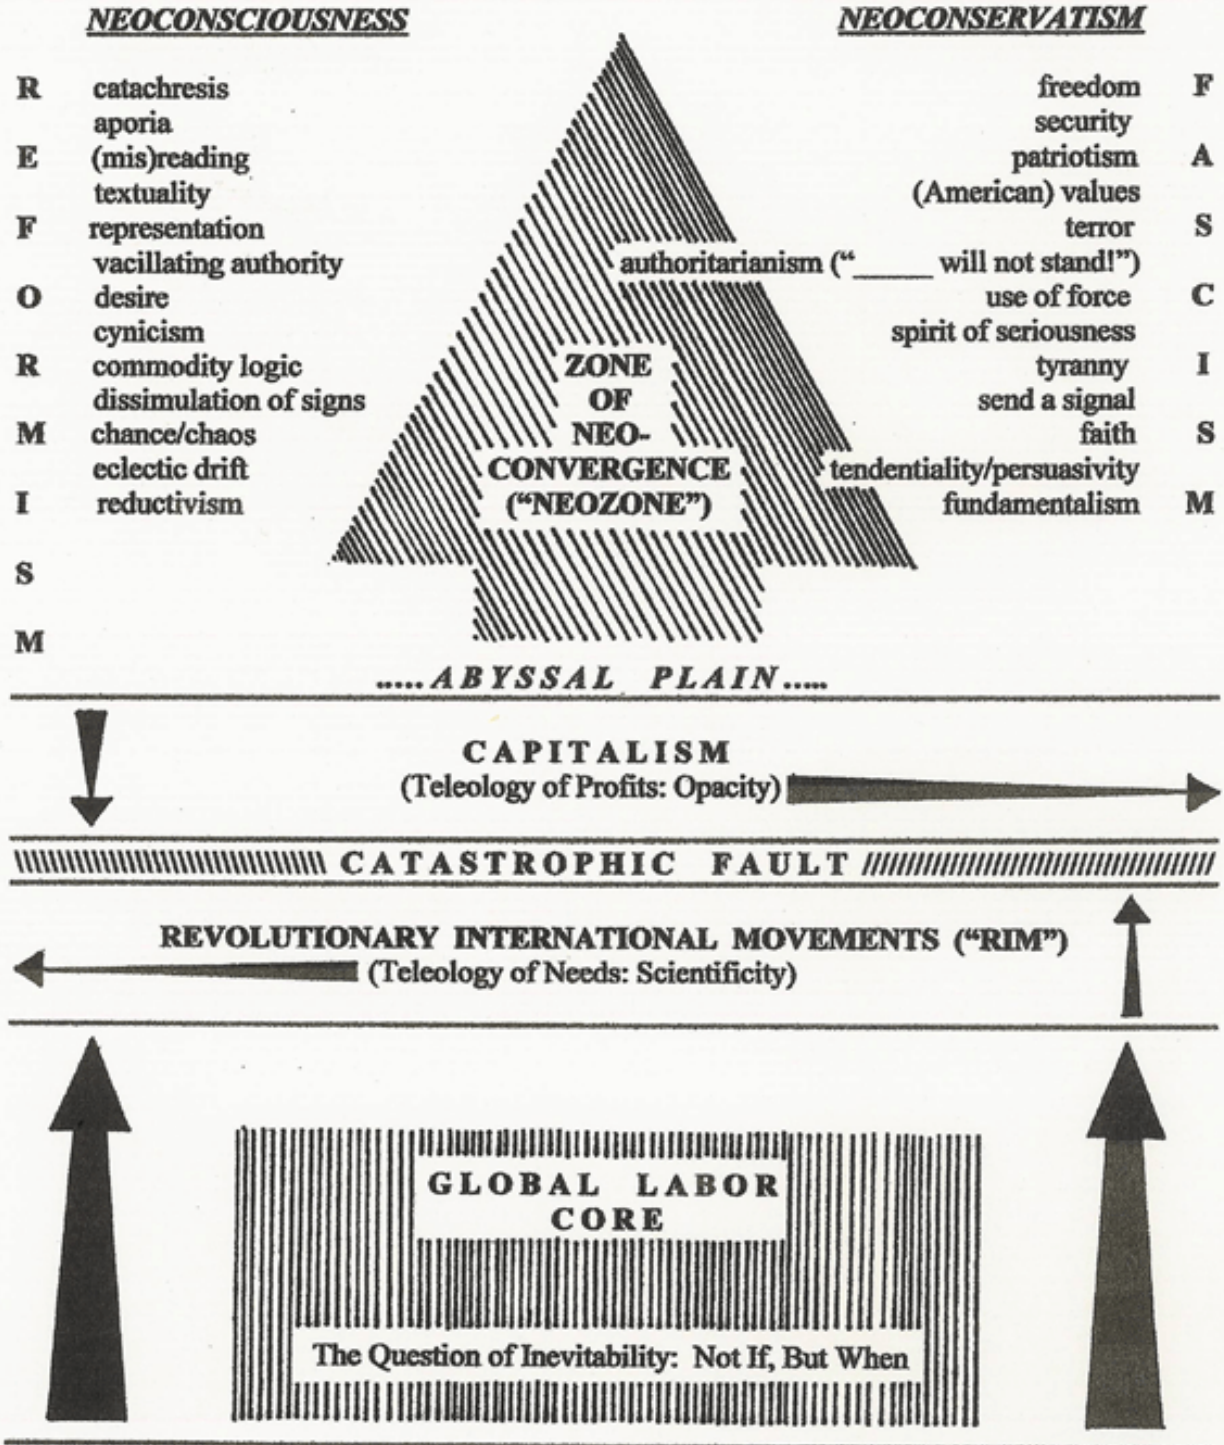 NEOCONSCIOUSNESS
R catachresis
aporia
E (mis)reading
textuality
F representation
vacillating authority
O desire
cynicism
R commodity logic
dissimulation of signs
M chance/chaos
eclectic drift
I reductivism
S
M
NEOCONSERVATISM
freedom F
security
patriotism A
(American) values
terror S
authoritarianism (“_____ will not stand!”)
use of force C
spirit of seriousness
tyranny I
send a signal
faith S
tendentiality/persuasivity
fundamentalism M
ZONE
OF
NEO-
CONVERGENCE
(“NEOZONE”)
.....ABYSSAL PLAIN.....
CAPITALISM
(Teleology of Profits: Opacity)
CATASTROPHIC FAULT
REVOLUTIONARY INTERNATIONAL MOVEMENTS (“RIM”)
(Teleology of Needs: Scientificity)
GLOBAL LABOR
CORE
The Question of Inevitability: Not If, But When